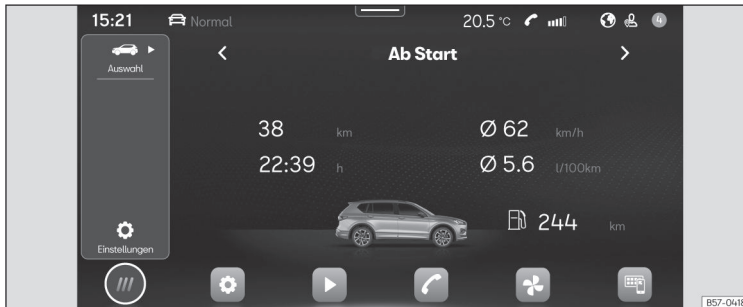 15:21 Normal 20.5 °C 4
Auswahl
Ab Start
38 km Ø 62 km/h
22:39 h Ø 5.6 l/100km
244 km
Einstellungen
B57-0418